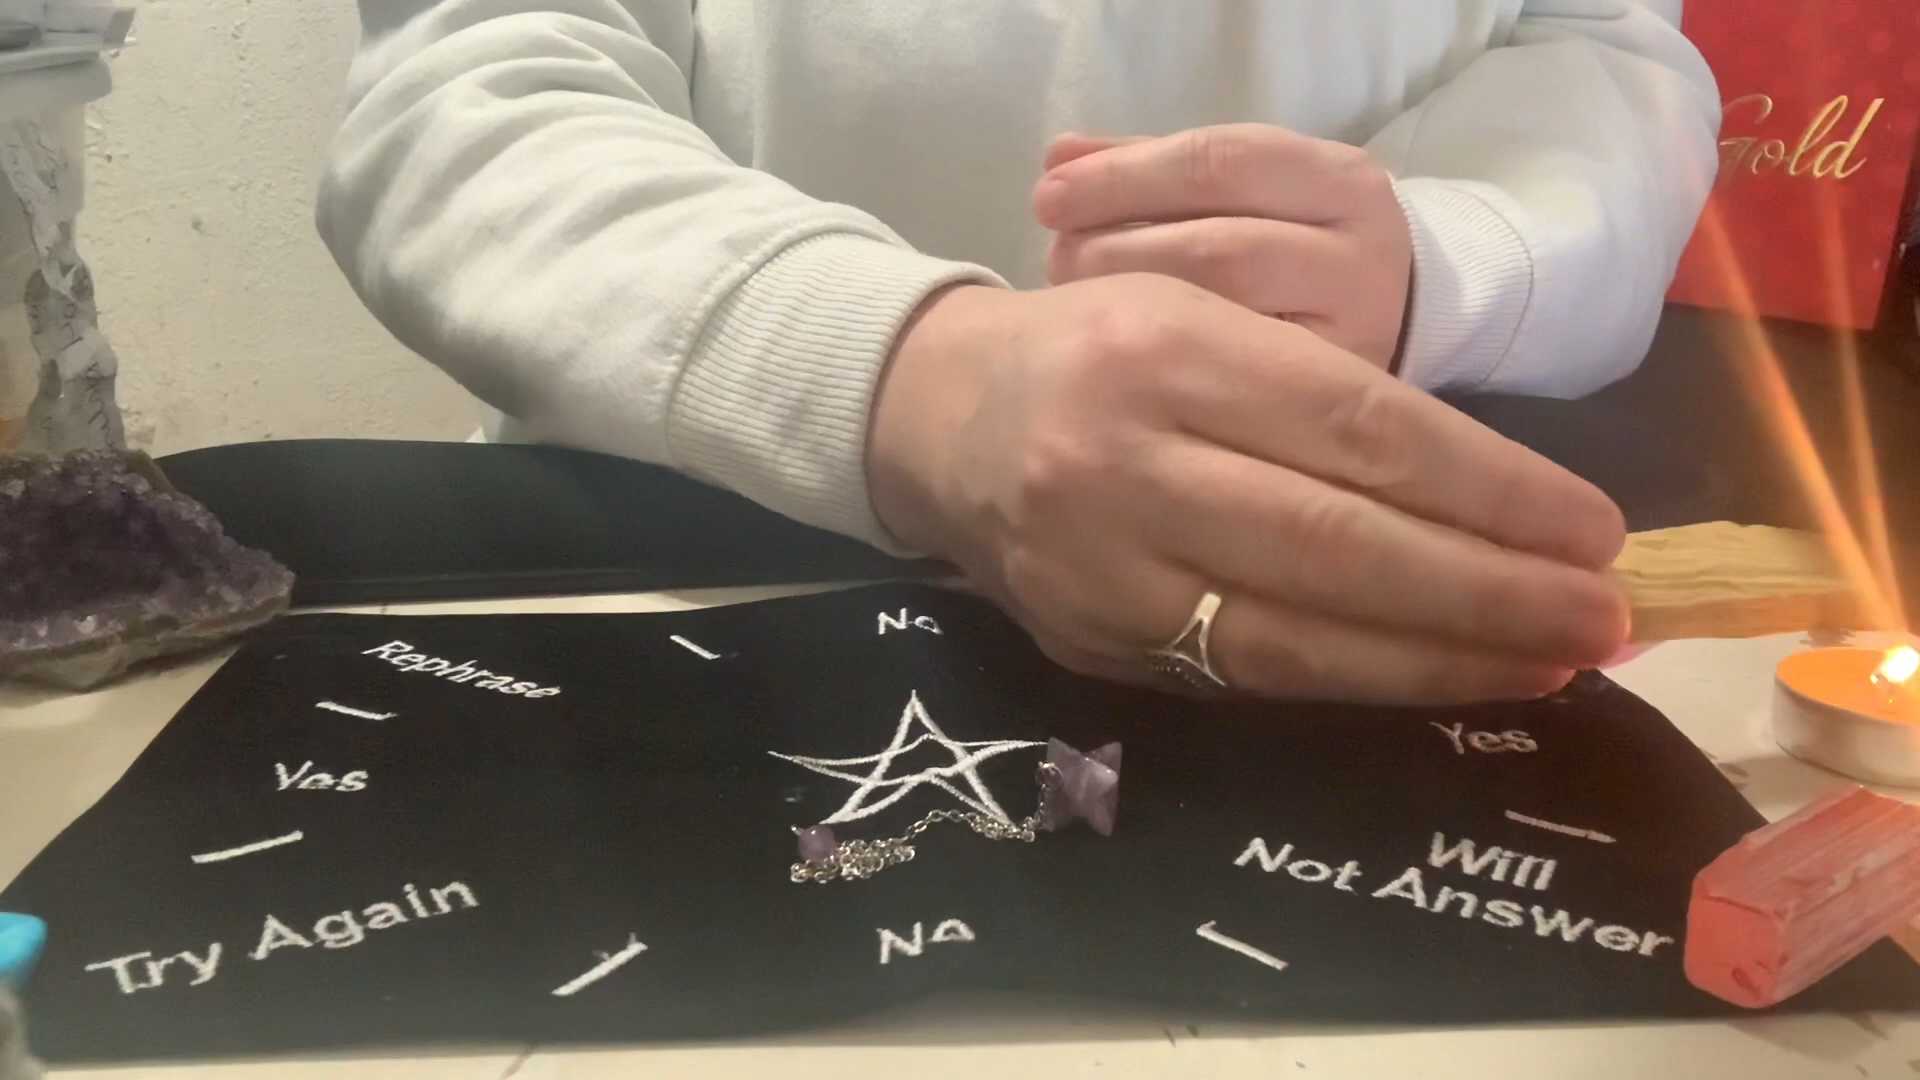 Gold
No
Rephrase
Yes
Yes
Will
Not Answer
Try Again
No